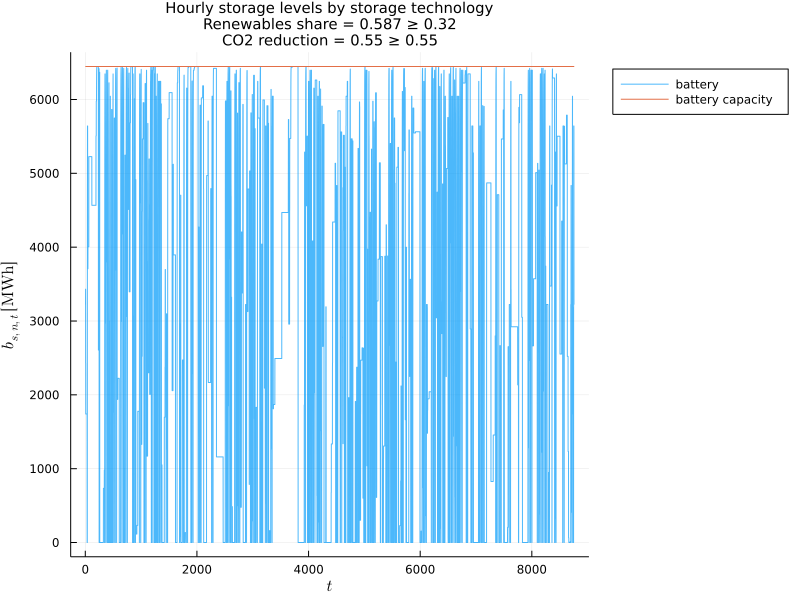 Hourly storage levels by storage technology
Renewables share = 0.587 ≥ 0.32
CO2 reduction = 0.55 ≥ 0.55
battery
battery capacity
b_{s,n,t} [MWh]
6000
5000
4000
3000
2000
1000
0
0 2000 4000 6000 8000
t